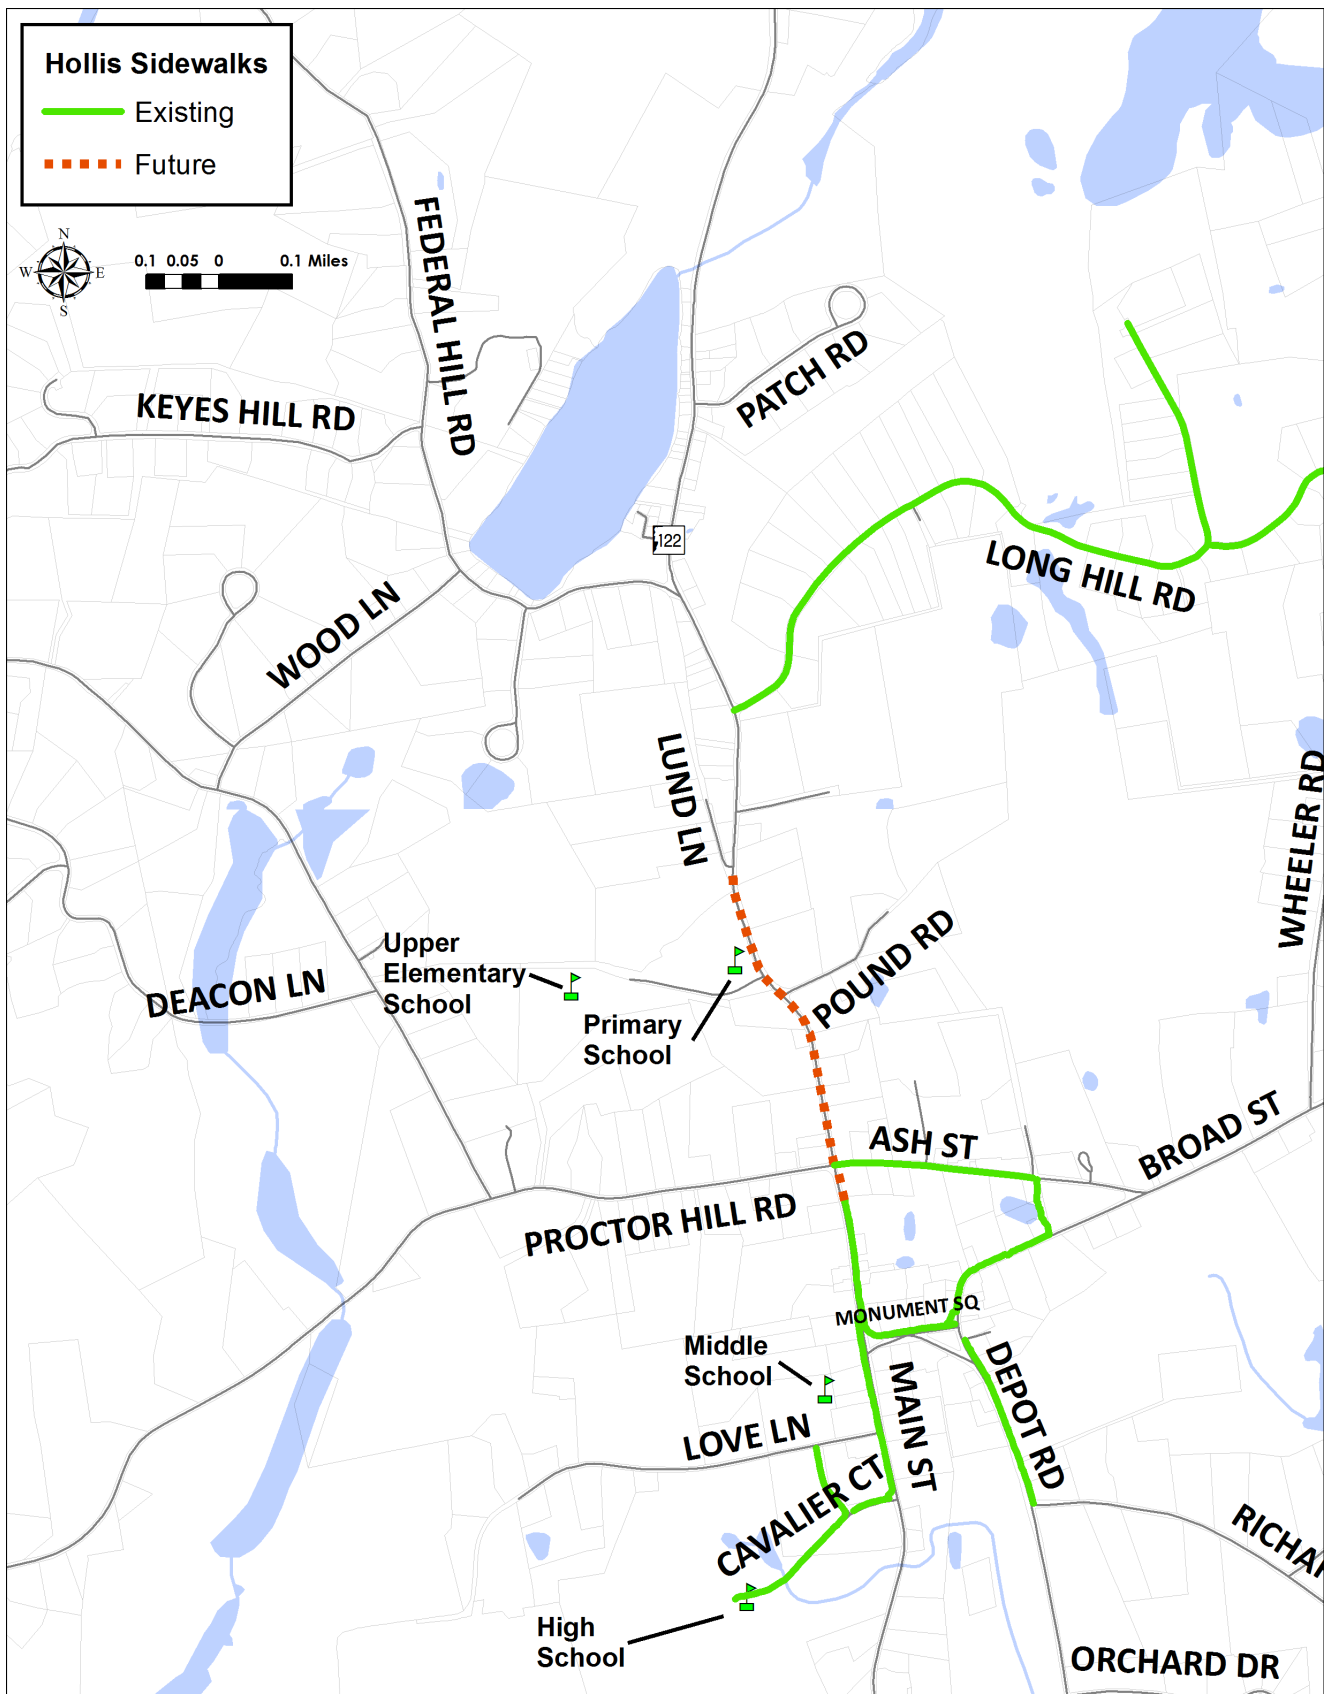 Hollis Sidewalks
Existing
Future
N
W E
S
0.1 0.05 0 0.1 Miles
FEDERAL HILL RD
KEYES HILL RD
PATCH RD
122
LONG HILL RD
WOOD LN
LUND LN
WHEELER RD
Upper
Elementary
School
DEACON LN
POUND RD
Primary
School
ASH ST
BROAD ST
PROCTOR HILL RD
MONUMENT SQ
Middle
School
MAIN ST
DEPOT RD
LOVE LN
CAVALIER CT
RICHAR
High
School
ORCHARD DR